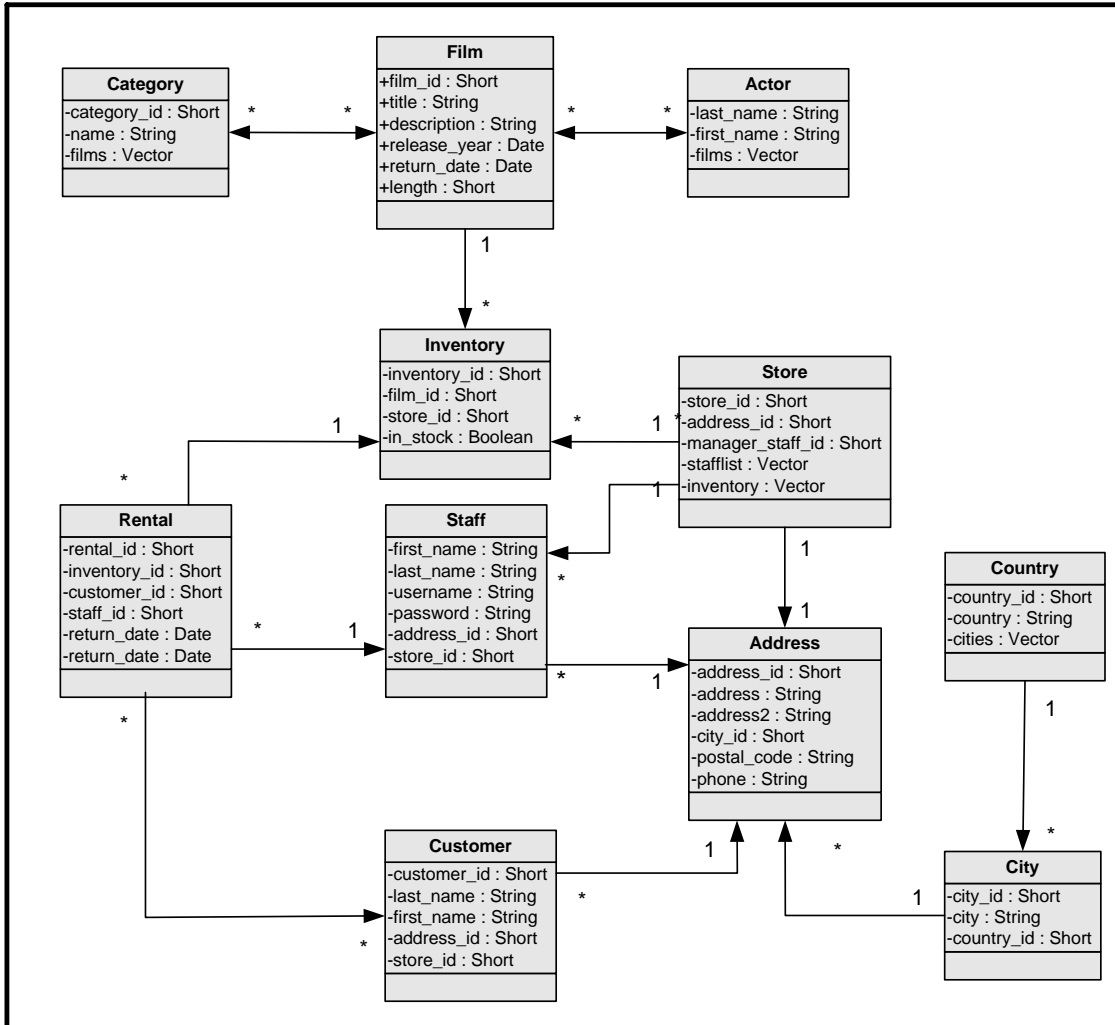 Category
-category_id : Short
-name : String
-films : Vector
*
*
Film
+film_id : Short
+title : String
+description : String
+release_year : Date
+return_date : Date
+length : Short
*
*
Actor
-last_name : String
-first_name : String
-films : Vector
1
*
Inventory
-inventory_id : Short
-film_id : Short
-store_id : Short
-in_stock : Boolean
*
1
*
Store
-store_id : Short
-address_id : Short
-manager_staff_id : Short
-stafflist : Vector
-inventory : Vector
1
*
1
*
Rental
-rental_id : Short
-inventory_id : Short
-customer_id : Short
-staff_id : Short
-return_date : Date
-return_date : Date
*
1
Staff
-first_name : String
-last_name : String
-username : String
-password : String
-address_id : Short
-store_id : Short
*
1
1
1
Address
-address_id : Short
-address : String
-address2 : String
-city_id : Short
-postal_code : String
-phone : String
Country
-country_id : Short
-country : String
-cities : Vector
1
*
*
*
Customer
-customer_id : Short
-last_name : String
-first_name : String
-address_id : Short
-store_id : Short
*
1
*
1
City
-city_id : Short
-city : String
-country_id : Short